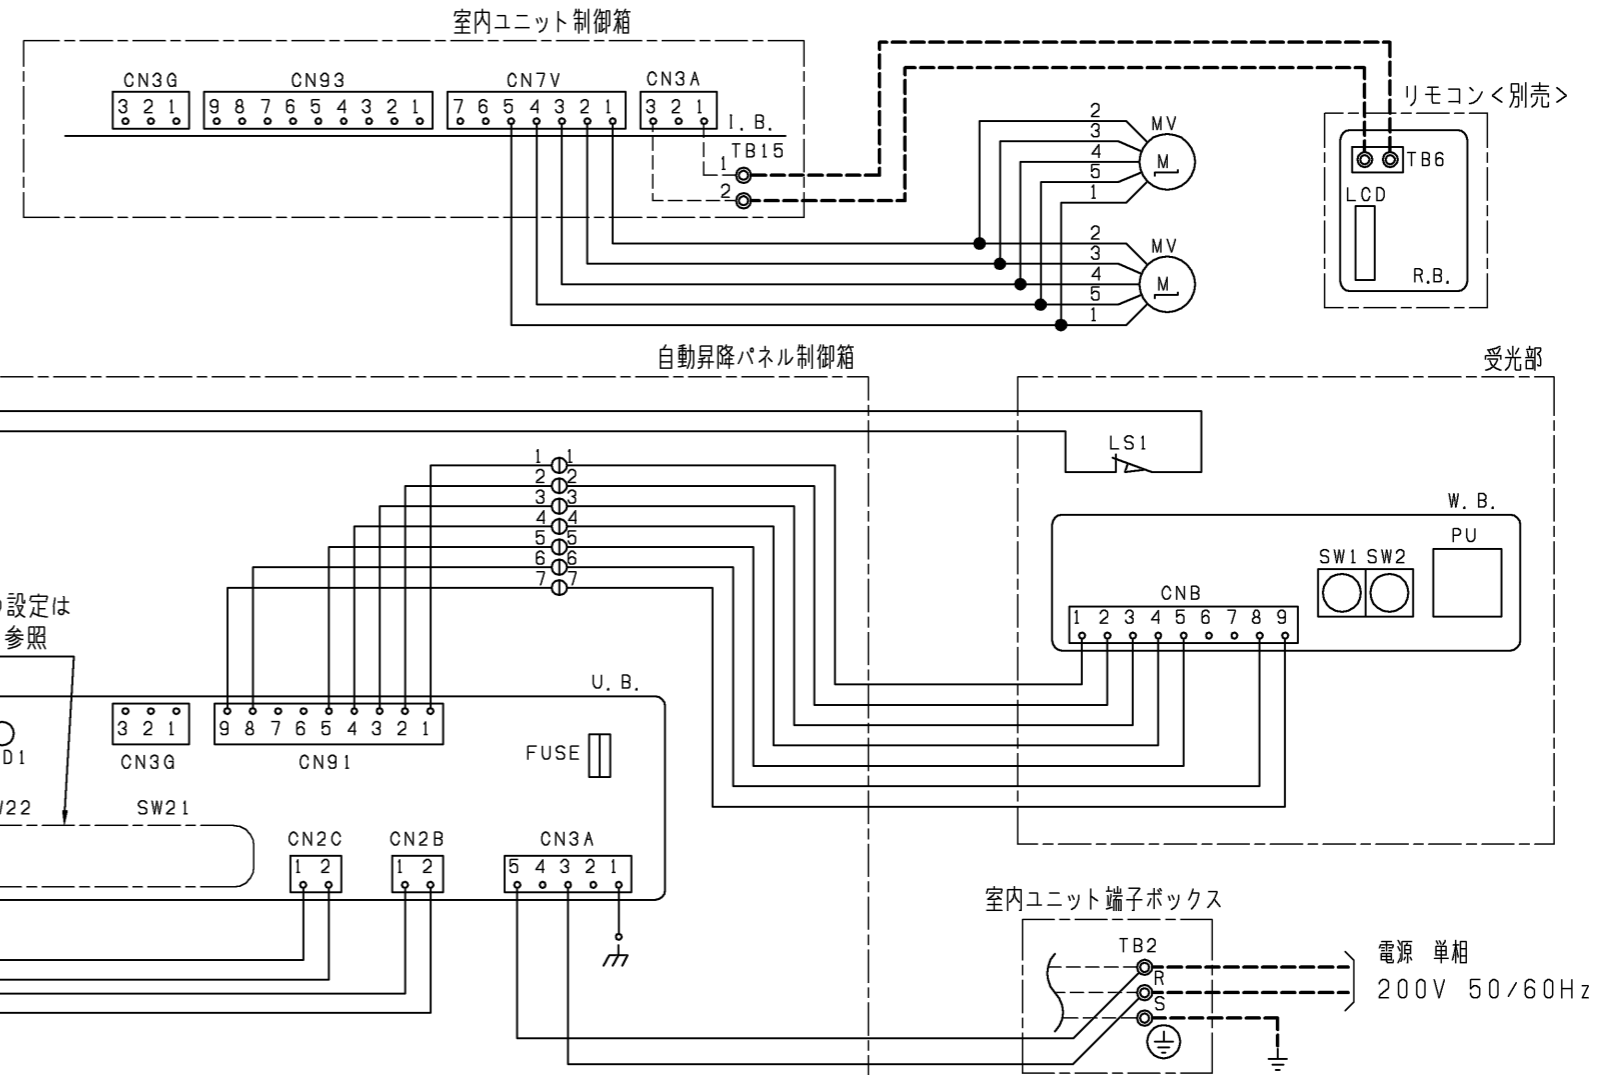 室内ユニット制御箱
CN3G CN93 CN7V CN3A
3 2 1 9 8 7 6 5 4 3 2 1 7 6 5 4 3 2 1 3 2 1
I.B.
TB15
1
2
リモコン<別売>
TB6
LCD
R.B.
MV
2
3
4
5
1
M
MV
2
3
4
5
1
M
自動昇降パネル制御箱
受光部
LS1
1 1
2 2
3 3
4 4
5 5
6 6
7 7
W.B.
PU
SW1 SW2
CNB
1 2 3 4 5 6 7 8 9
設定は
参照
U.B.
3 2 1 9 8 7 6 5 4 3 2 1
CN3G CN91
D1
FUSE
22 SW21
CN2C CN2B CN3A
1 2 1 2 5 4 3 2 1
室内ユニット端子ボックス
TB2
R
S
電源 単相
200V 50/60Hz